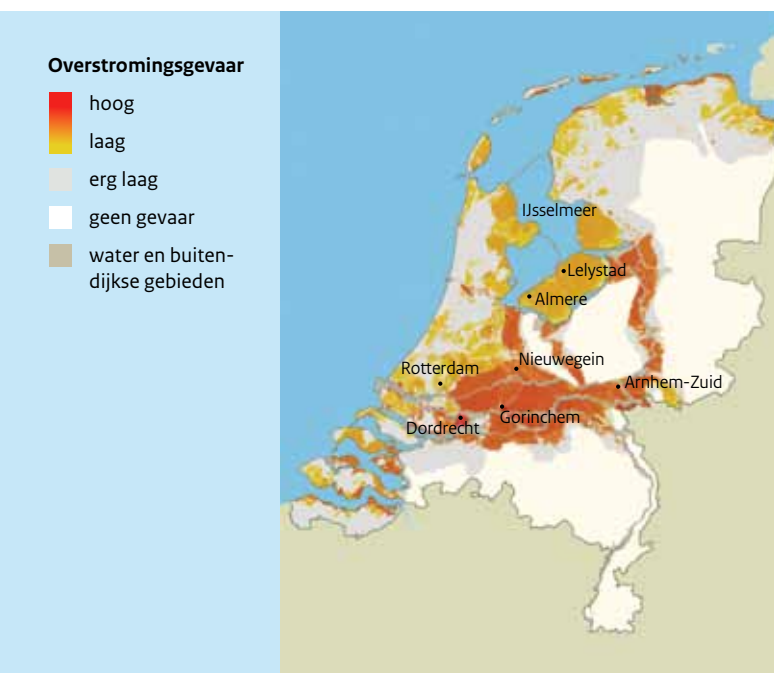 Overstromingsgevaar
hoog
laag
erg laag
geen gevaar
water en buiten-
dijkse gebieden
IJsselmeer
Lelystad
Almere
Nieuwegein
Rotterdam
Arnhem-Zuid
Gorinchem
Dordrecht